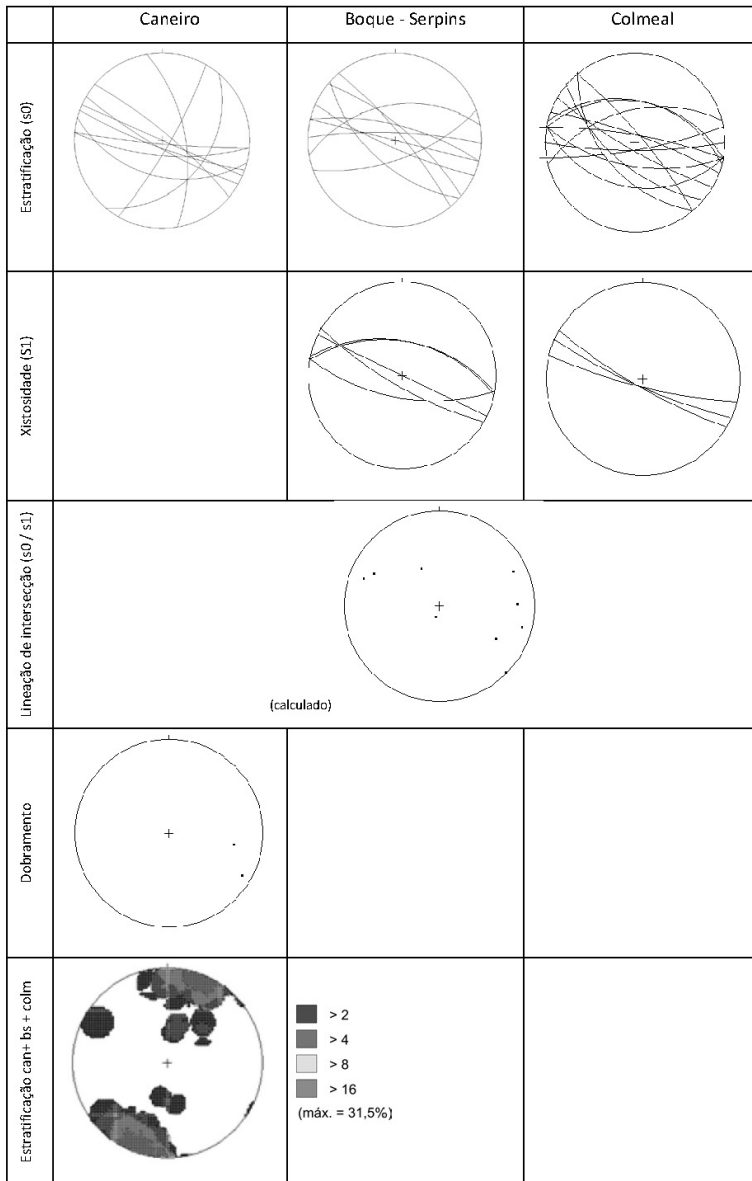 Caneiro
Boque - Serpins
Colmeal
Estratificação (s0)
Xistosidade (S1)
Lineação de intersecção (s0 / s1)
(calculado)
Dobramento
Estratificação can+ bs + colm
> 2
> 4
> 8
> 16
(máx. = 31,5%)